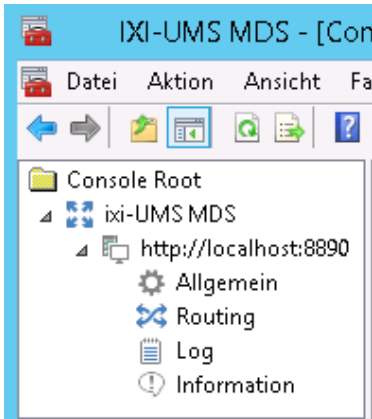 IXI-UMS MDS - [Con
Datei Aktion Ansicht Fa
Console Root
ixi-UMS MDS
http://localhost:8890
Allgemein
Routing
Log
Information